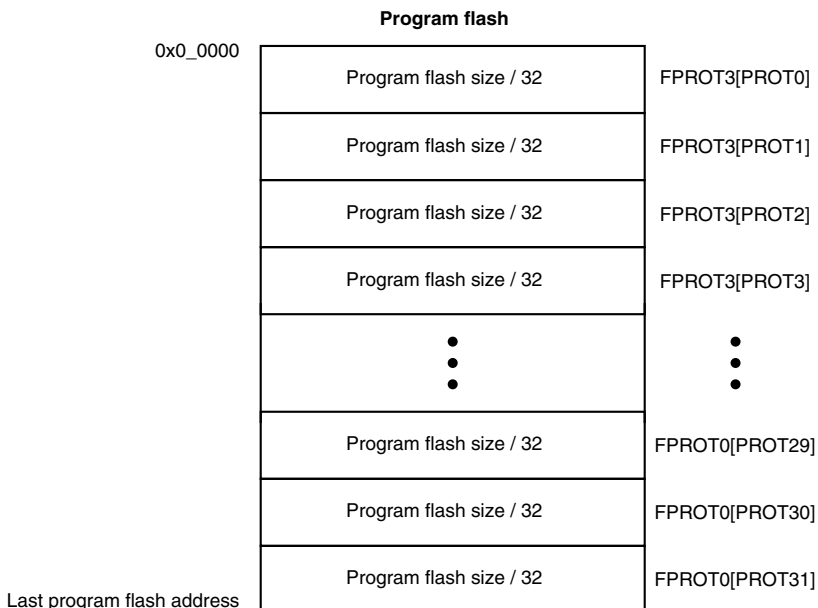 Program flash
0x0_0000
Program flash size / 32
FPROT3[PROT0]
Program flash size / 32
FPROT3[PROT1]
Program flash size / 32
FPROT3[PROT2]
Program flash size / 32
FPROT3[PROT3]
Program flash size / 32
FPROT0[PROT29]
Program flash size / 32
FPROT0[PROT30]
Program flash size / 32
FPROT0[PROT31]
Last program flash address